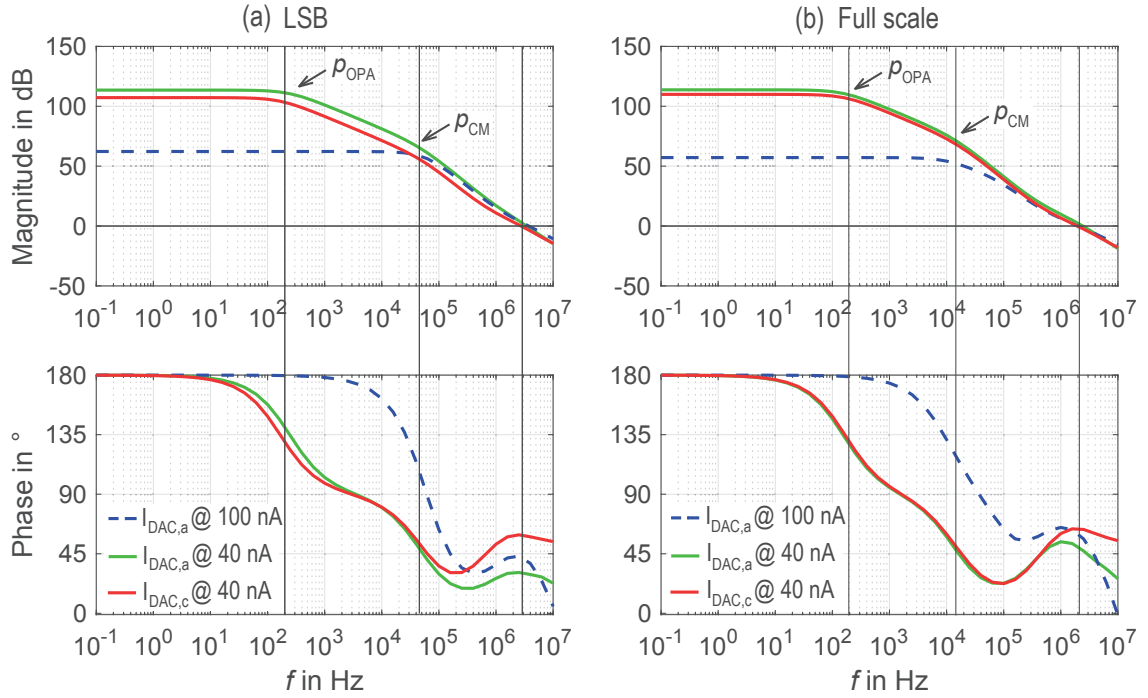 (a) LSB
(b) Full scale
Magnitude in dB
150
100
50
0
-50
p_OPA
p_CM
10^-1 10^0 10^1 10^2 10^3 10^4 10^5 10^6 10^7
150
100
50
0
-50
p_OPA
p_CM
10^-1 10^0 10^1 10^2 10^3 10^4 10^5 10^6 10^7
Phase in °
180
135
90
45
0
I_DAC,a @ 100 nA
I_DAC,a @ 40 nA
I_DAC,c @ 40 nA
10^-1 10^0 10^1 10^2 10^3 10^4 10^5 10^6 10^7
f in Hz
180
135
90
45
0
I_DAC,a @ 100 nA
I_DAC,a @ 40 nA
I_DAC,c @ 40 nA
10^-1 10^0 10^1 10^2 10^3 10^4 10^5 10^6 10^7
f in Hz